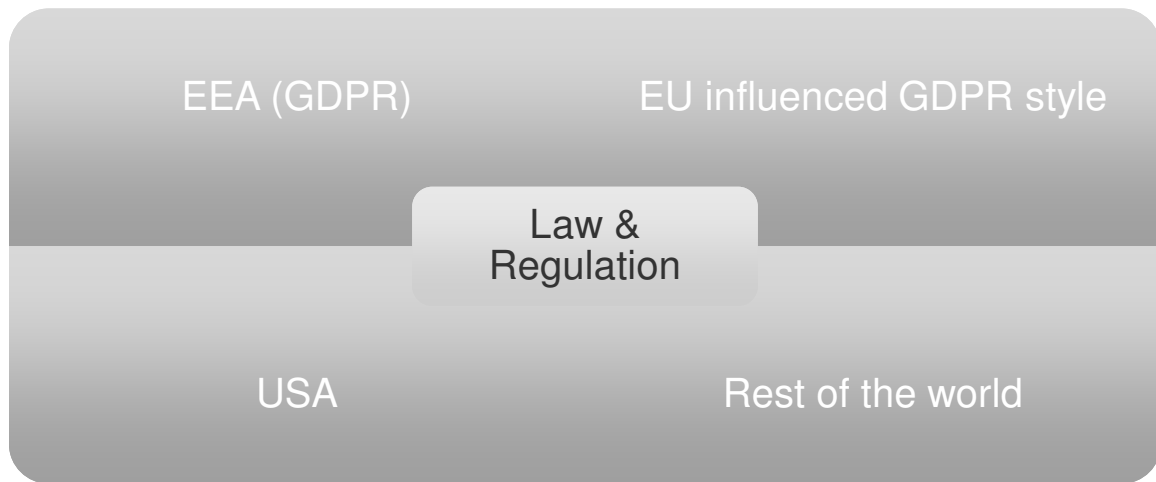 EEA (GDPR)
EU influenced GDPR style
Law &
Regulation
USA
Rest of the world